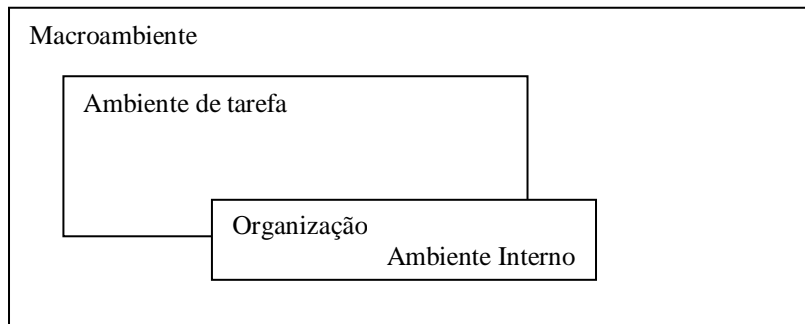 Macroambiente
Ambiente de tarefa
Organização
Ambiente Interno